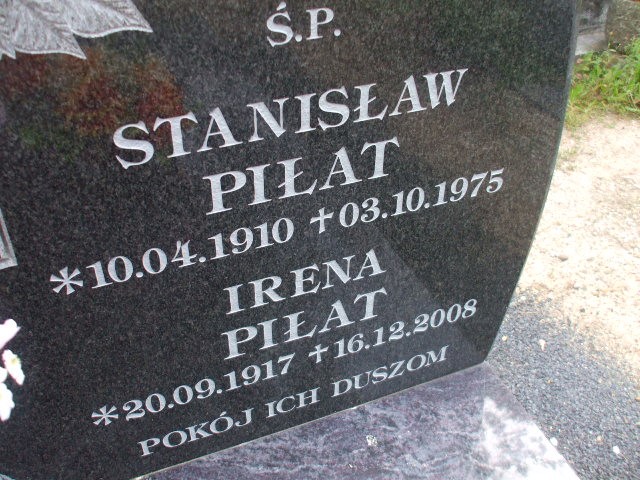 Ś.P.
STANISŁAW
PIŁAT
*10.04.1910 ✝03.10.1975
IRENA
PIŁAT
*20.09.1917 ✝16.12.2008
POKÓJ ICH DUSZOM